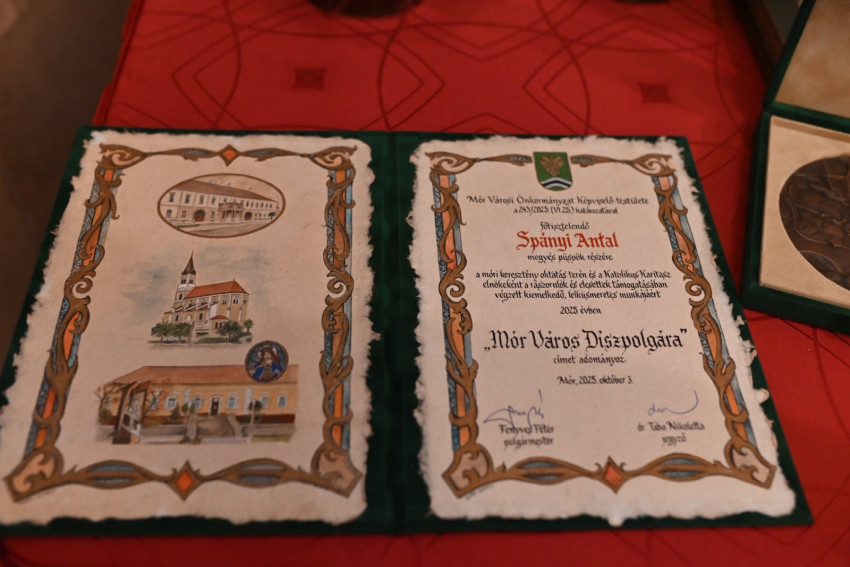 Mór Városi Önkormányzat Képviselő-testülete
a 243/2025 (VI.25.) határozatával
főtisztelendő
Spányi Antal
megyés püspök részére
a móri keresztény oktatás terén és a Katolikus Karitász
elnökeként a rászorulók és elesettek támogatásában
végzett kiemelkedő, lelkiismeretes munkájáért
2025 évben
„Mór Város Díszpolgára”
címet adományoz.
Mór, 2025. október 3.
Fenyves Péter
polgármester
dr. Taba Nikoletta
jegyző